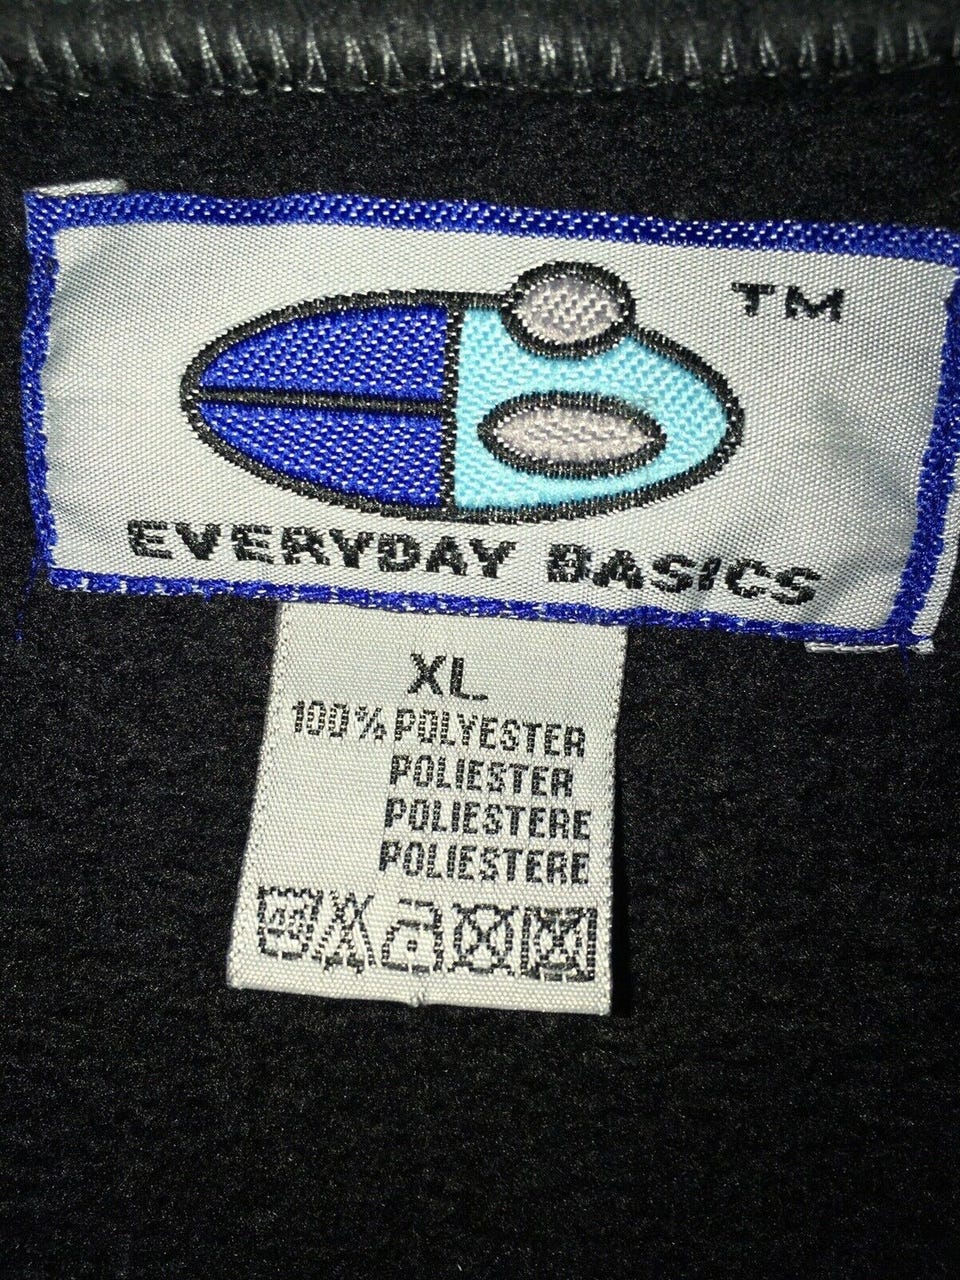 TM
EVERYDAY BASICS
XL
100% POLYESTER
POLIESTER
POLIESTERE
POLIESTERE